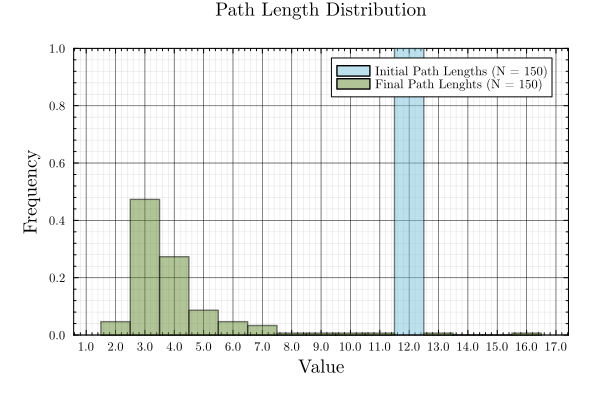 Path Length Distribution
1.0
0.8
0.6
0.4
0.2
0.0
Frequency
Initial Path Lengths (N = 150)
Final Path Lenghts (N = 150)
1.0 2.0 3.0 4.0 5.0 6.0 7.0 8.0 9.0 10.0 11.0 12.0 13.0 14.0 15.0 16.0 17.0
Value